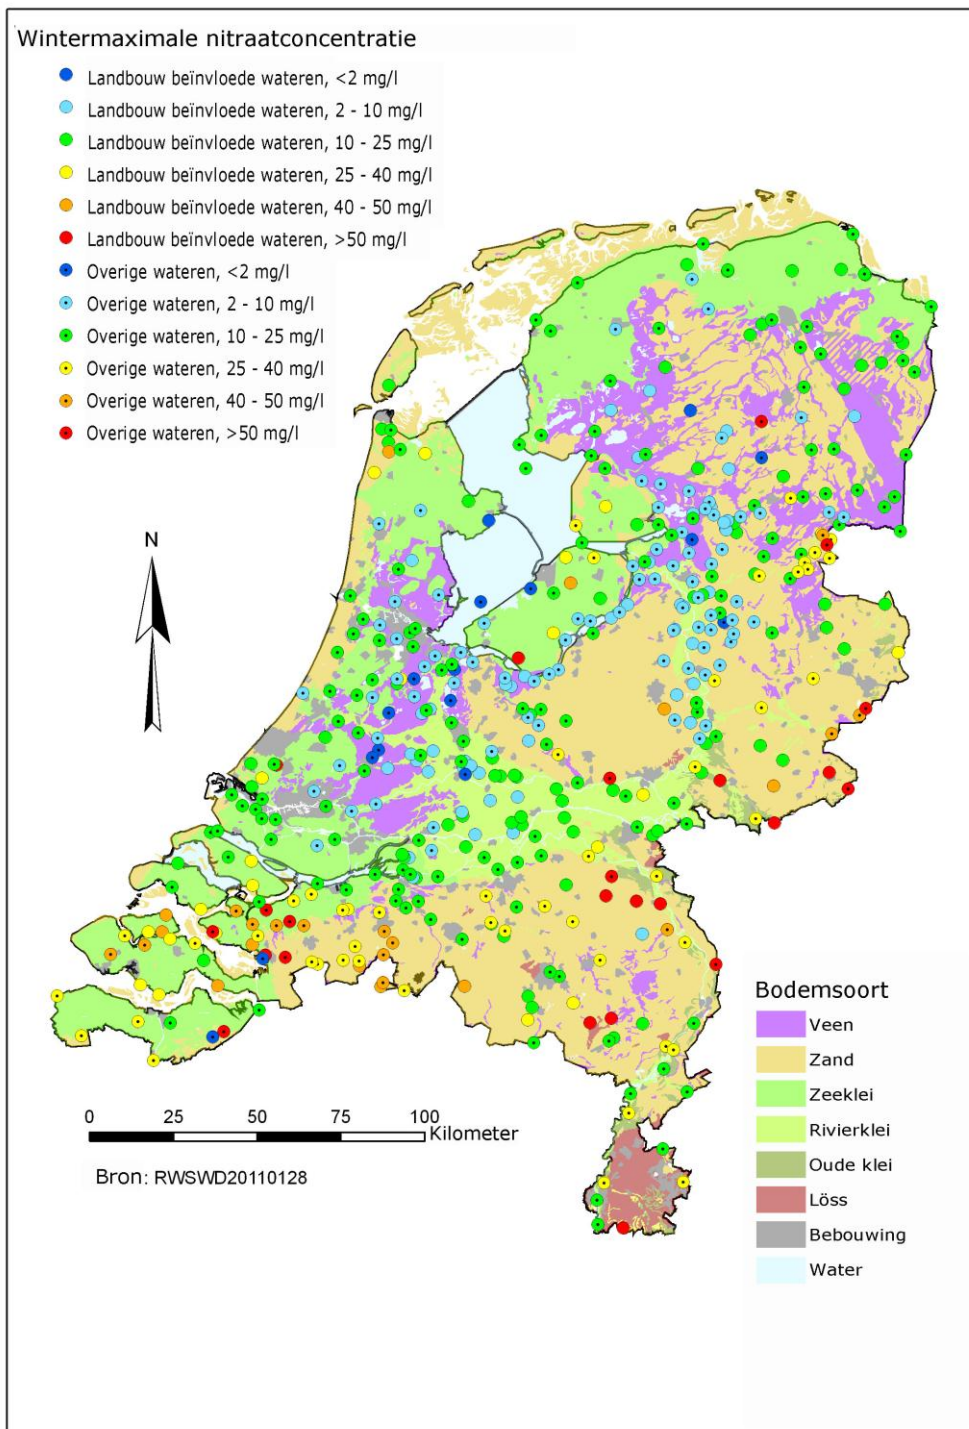 Wintermaximale nitraatconcentratie
Landbouw beïnvloede wateren, <2 mg/l
Landbouw beïnvloede wateren, 2 - 10 mg/l
Landbouw beïnvloede wateren, 10 - 25 mg/l
Landbouw beïnvloede wateren, 25 - 40 mg/l
Landbouw beïnvloede wateren, 40 - 50 mg/l
Landbouw beïnvloede wateren, >50 mg/l
Overige wateren, <2 mg/l
Overige wateren, 2 - 10 mg/l
Overige wateren, 10 - 25 mg/l
Overige wateren, 25 - 40 mg/l
Overige wateren, 40 - 50 mg/l
Overige wateren, >50 mg/l
N
Bodemsoort
Veen
Zand
Zeeklei
Rivierklei
Oude klei
Löss
Bebouwing
Water
0 25 50 75 100
Kilometer
Bron: RWSWD20110128